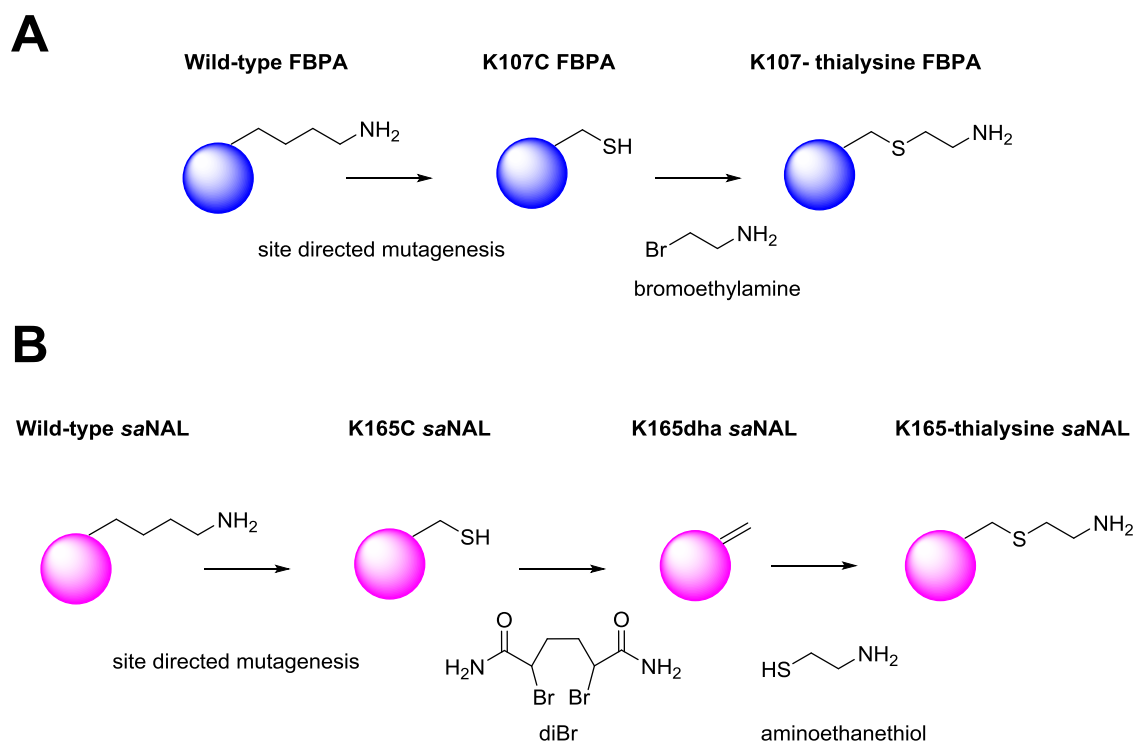 A
Wild-type FBPA
K107C FBPA
K107- thialysine FBPA
NH2
SH
S
NH2
site directed mutagenesis
Br
NH2
bromoethylamine
B
Wild-type saNAL
K165C saNAL
K165dha saNAL
K165-thialysine saNAL
NH2
SH
S
NH2
site directed mutagenesis
O
O
H2N
NH2
Br
Br
diBr
HS
NH2
aminoethanethiol